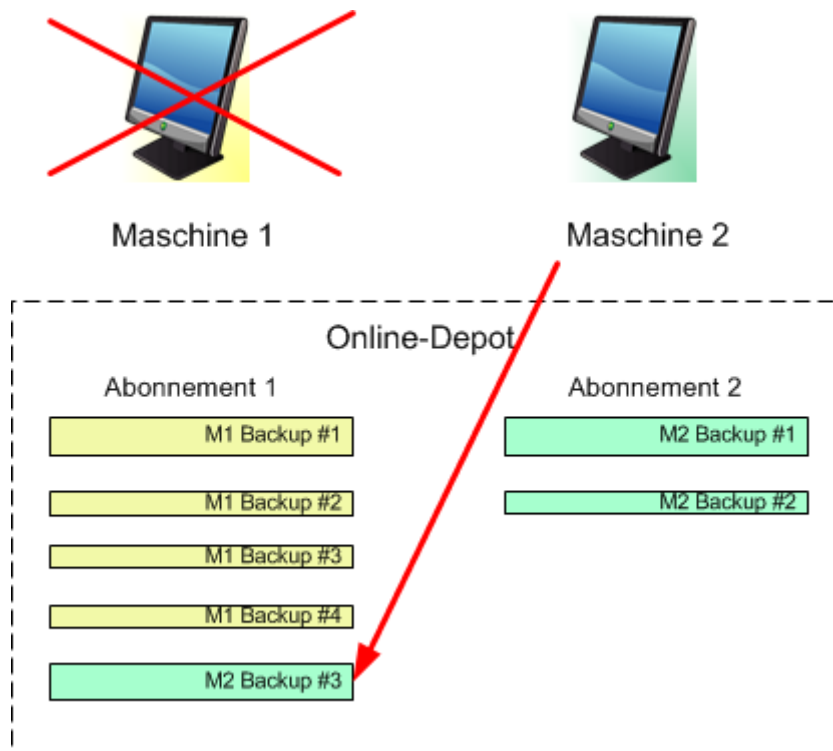 Maschine 1
Maschine 2
Online-Depot
Abonnement 1
Abonnement 2
M1 Backup #1
M2 Backup #1
M1 Backup #2
M2 Backup #2
M1 Backup #3
M1 Backup #4
M2 Backup #3